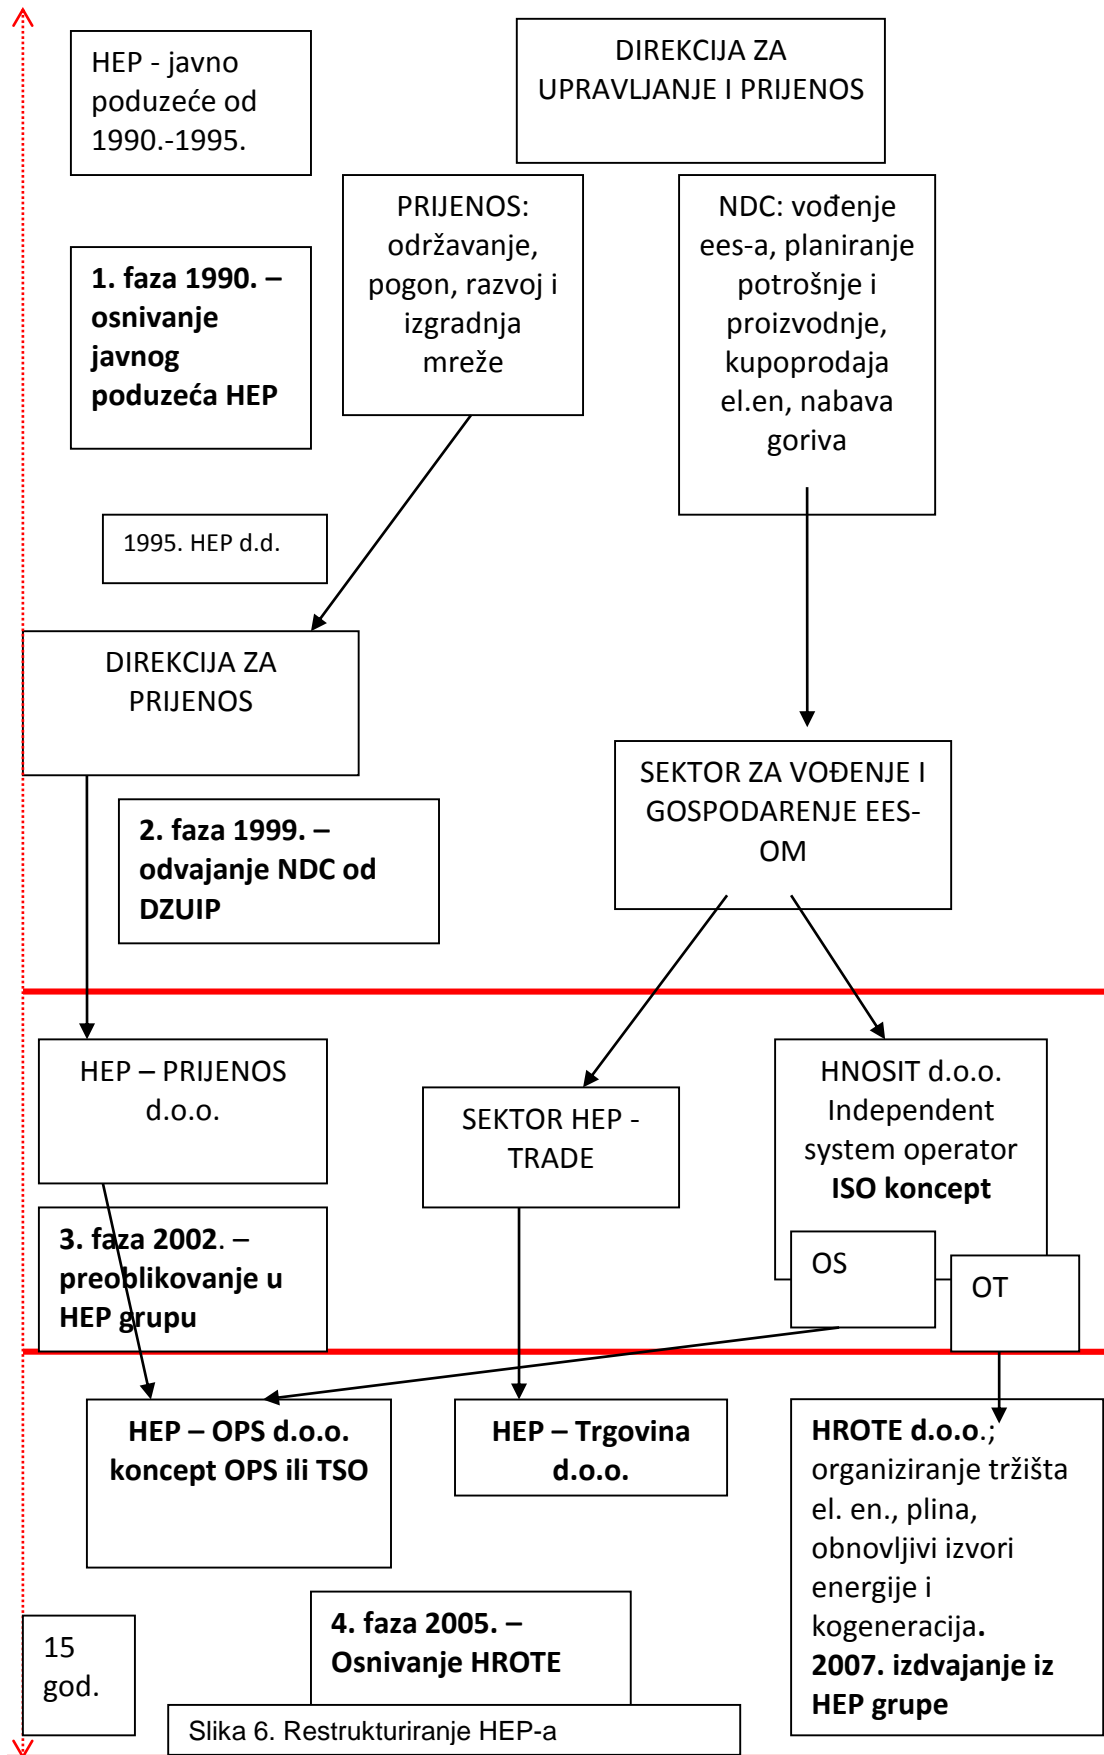 HEP - javno
poduzeće od
1990.-1995.
DIREKCIJA ZA
UPRAVLJANJE I PRIJENOS
PRIJENOS:
održavanje,
pogon, razvoj i
izgradnja
mreže
NDC: vođenje
ees-a, planiranje
potrošnje i
proizvodnje,
kupoprodaja
el.en, nabava
goriva
1. faza 1990. –
osnivanje
javnog
poduzeća HEP
1995. HEP d.d.
DIREKCIJA ZA
PRIJENOS
SEKTOR ZA VOĐENJE I
GOSPODARENJE EES-
OM
2. faza 1999. –
odvajanje NDC od
DZUIP
HEP – PRIJENOS
d.o.o.
SEKTOR HEP -
TRADE
HNOSIT d.o.o.
Independent
system operator
ISO koncept
OS
OT
3. faza 2002. –
preoblikovanje u
HEP grupu
HEP – OPS d.o.o.
koncept OPS ili TSO
HEP – Trgovina
d.o.o.
HROTE d.o.o.;
organiziranje tržišta
el. en., plina,
obnovljivi izvori
energije i
kogeneracija.
2007. izdvajanje iz
HEP grupe
15
god.
4. faza 2005. –
Osnivanje HROTE
Slika 6. Restrukturiranje HEP-a